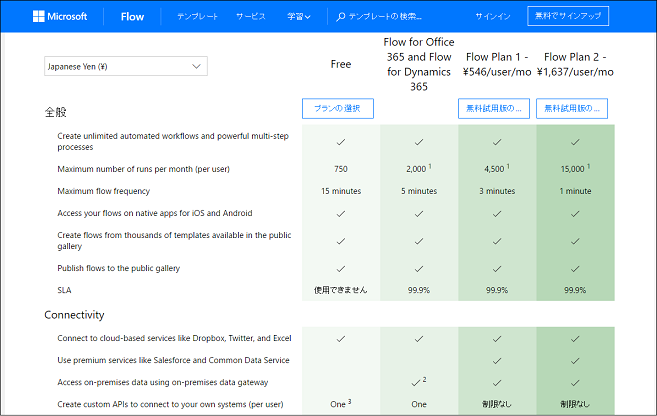 Microsoft Flow テンプレート サービス 学習 テンプレートの検索... サインイン 無料でサインアップ
Japanese Yen (¥)
Free
Flow for Office
365 and Flow
for Dynamics
365
Flow Plan 1 -
¥546/user/mo
Flow Plan 2 -
¥1,637/user/mo
全般
プランの選択 無料試用版の... 無料試用版の...
Create unlimited automated workflows and powerful multi-step
processes
Maximum number of runs per month (per user) 750 2,000 1 4,500 1 15,000 1
Maximum flow frequency 15 minutes 5 minutes 3 minutes 1 minute
Access your flows on native apps for iOS and Android
Create flows from thousands of templates available in the public
gallery
Publish flows to the public gallery
SLA 使用できません 99.9% 99.9% 99.9%
Connectivity
Connect to cloud-based services like Dropbox, Twitter, and Excel
Use premium services like Salesforce and Common Data Service
Access on-premises data using on-premises data gateway 2
Create custom APIs to connect to your own systems (per user) One 3 One 制限なし 制限なし